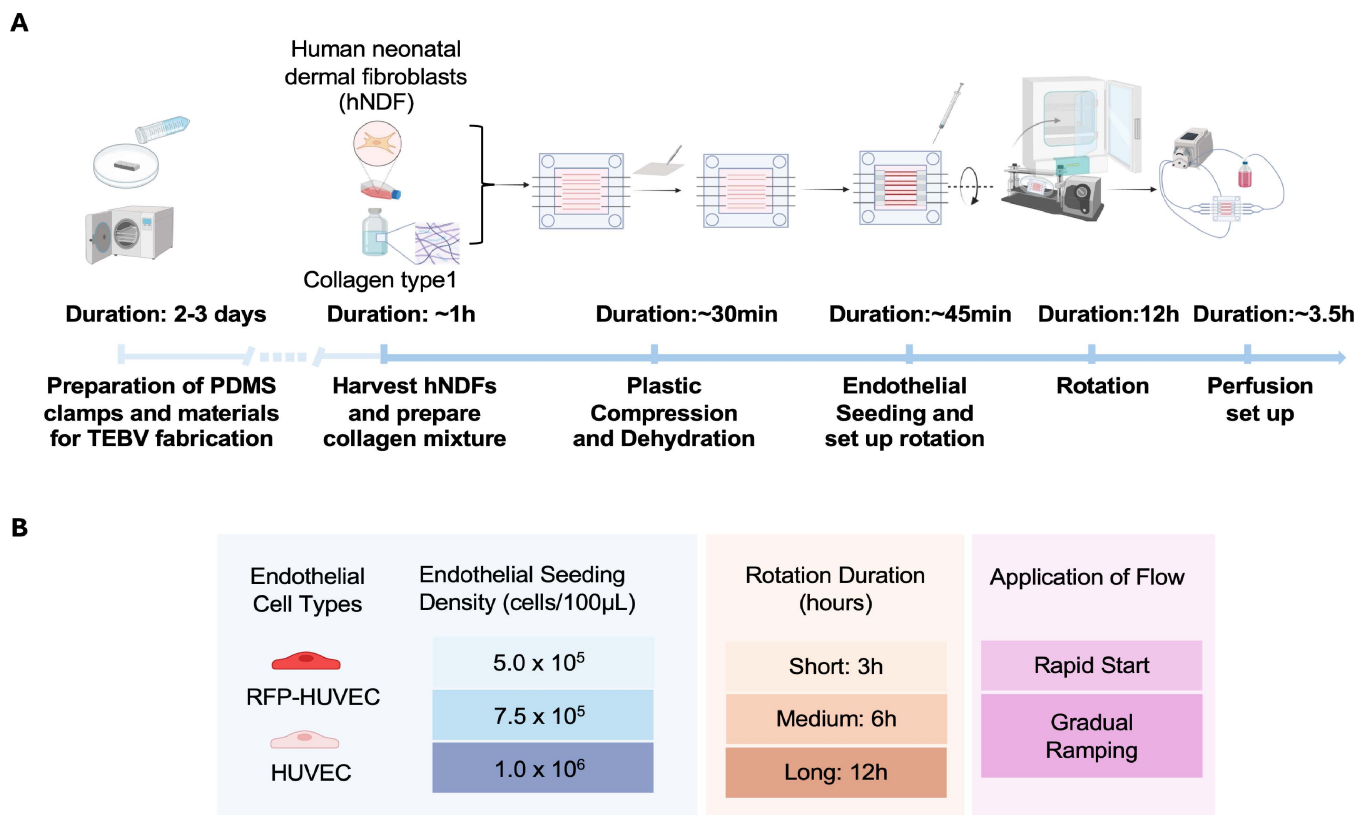 A
Human neonatal
dermal fibroblasts
(hNDF)
Collagen type1
Duration: 2-3 days
Duration: ~1h
Duration:~30min
Duration:~45min
Duration:12h
Duration:~3.5h
Preparation of PDMS
clamps and materials
for TEBV fabrication
Harvest hNDFs
and prepare
collagen mixture
Plastic
Compression
and Dehydration
Endothelial
Seeding and
set up rotation
Rotation
Perfusion
set up
B
Endothelial
Cell Types
RFP-HUVEC
HUVEC
Endothelial Seeding
Density (cells/100µL)
5.0 x 10⁵
7.5 x 10⁵
1.0 x 10⁶
Rotation Duration
(hours)
Short: 3h
Medium: 6h
Long: 12h
Application of Flow
Rapid Start
Gradual
Ramping